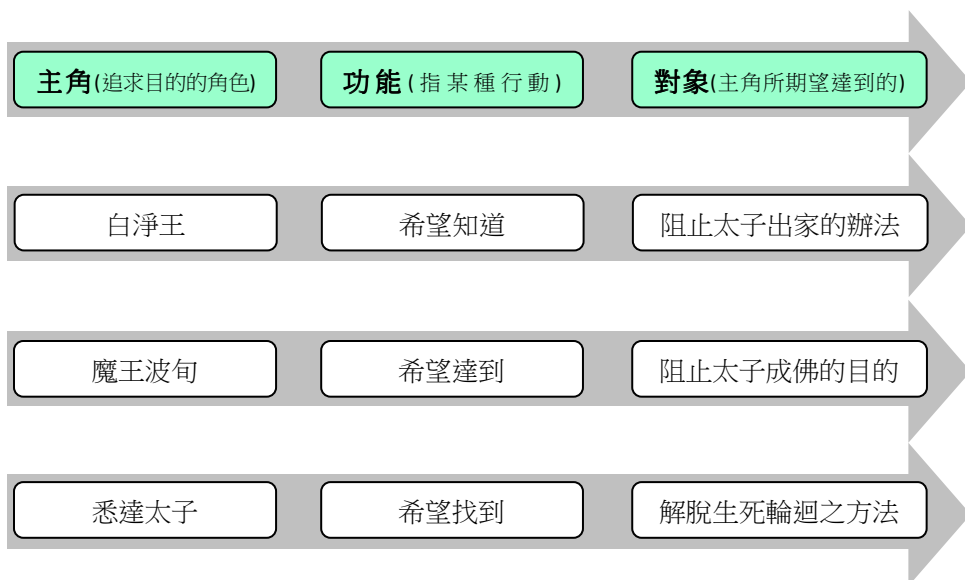 主角(追求目的的角色) 功能(指某種行動) 對象(主角所期望達到的)
白淨王 希望知道 阻止太子出家的辦法
魔王波旬 希望達到 阻止太子成佛的目的
悉達太子 希望找到 解脫生死輪迴之方法